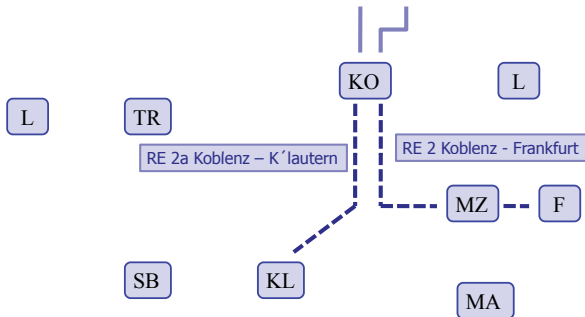 KO
L
L
TR
RE 2a Koblenz – K´lautern
RE 2 Koblenz - Frankfurt
MZ
F
SB
KL
MA